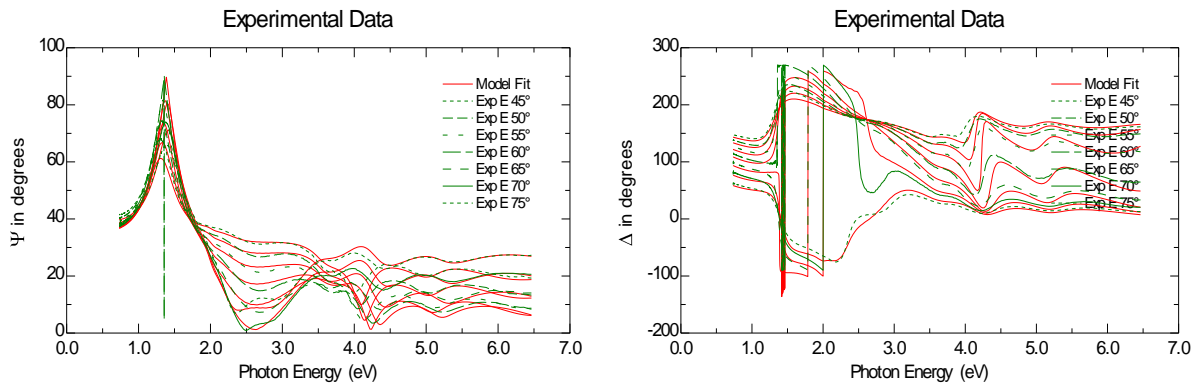 Experimental Data
Ψ in degrees
100
80
60
40
20
0
Model Fit
Exp E 45°
Exp E 50°
Exp E 55°
Exp E 60°
Exp E 65°
Exp E 70°
Exp E 75°
0.0 1.0 2.0 3.0 4.0 5.0 6.0 7.0
Photon Energy (eV)
Experimental Data
Δ in degrees
300
200
100
0
-100
-200
Model Fit
Exp E 45°
Exp E 50°
Exp E 55°
Exp E 60°
Exp E 65°
Exp E 70°
Exp E 75°
0.0 1.0 2.0 3.0 4.0 5.0 6.0 7.0
Photon Energy (eV)